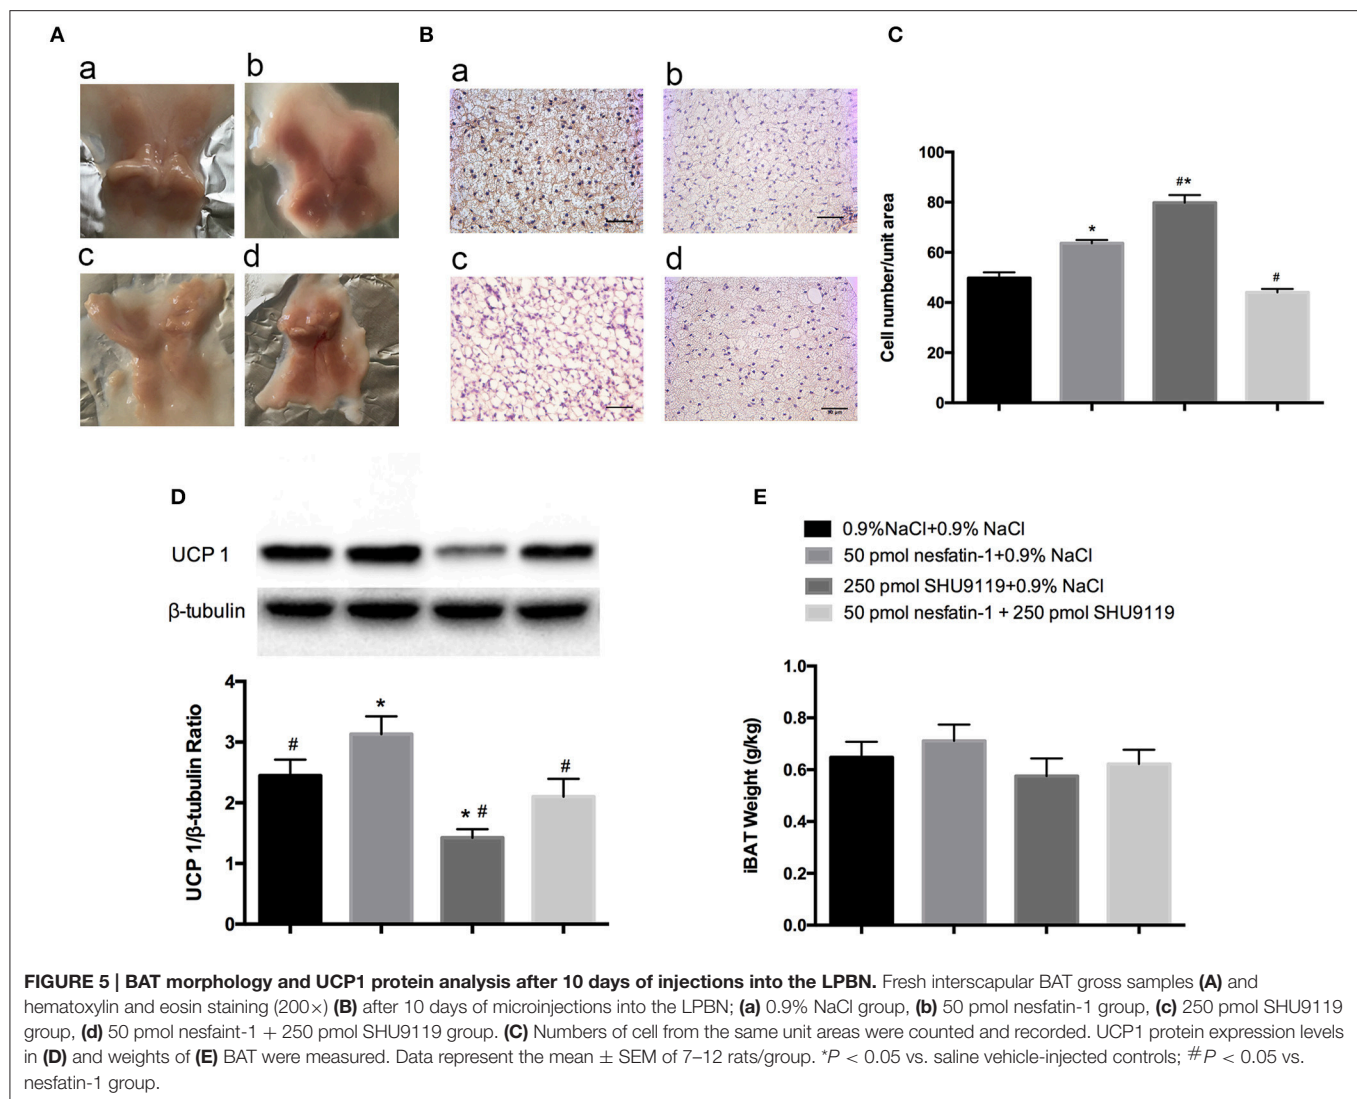 A
B
C
a
b
c
d
a
b
c
d
Cell number/unit area
100
80
60
40
20
0
*
#*
#
D
UCP 1
β-tubulin
UCP 1/β-tubulin Ratio
4
3
2
1
0
#
*
* #
#
E
0.9%NaCl+0.9% NaCl
50 pmol nesfatin-1+0.9% NaCl
250 pmol SHU9119+0.9% NaCl
50 pmol nesfatin-1 + 250 pmol SHU9119
iBAT Weight (g/kg)
1.0
0.8
0.6
0.4
0.2
0.0
FIGURE 5 | BAT morphology and UCP1 protein analysis after 10 days of injections into the LPBN. Fresh interscapular BAT gross samples (A) and
hematoxylin and eosin staining (200×) (B) after 10 days of microinjections into the LPBN; (a) 0.9% NaCl group, (b) 50 pmol nesfatin-1 group, (c) 250 pmol SHU9119
group, (d) 50 pmol nesfaint-1 + 250 pmol SHU9119 group. (C) Numbers of cell from the same unit areas were counted and recorded. UCP1 protein expression levels
in (D) and weights of (E) BAT were measured. Data represent the mean ± SEM of 7–12 rats/group. *P < 0.05 vs. saline vehicle-injected controls; #P < 0.05 vs.
nesfatin-1 group.